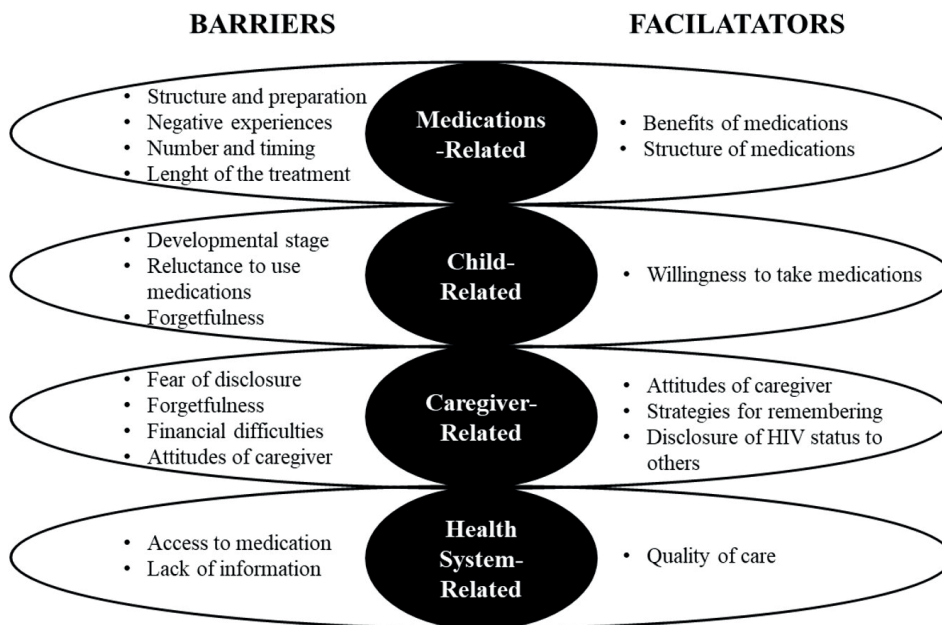 BARRIERS
FACILATATORS
• Structure and preparation
• Negative experiences
• Number and timing
• Lenght of the treatment
Medications
-Related
• Benefits of medications
• Structure of medications
• Developmental stage
• Reluctance to use
medications
• Forgetfulness
Child-
Related
• Willingness to take medications
• Fear of disclosure
• Forgetfulness
• Financial difficulties
• Attitudes of caregiver
Caregiver-
Related
• Attitudes of caregiver
• Strategies for remembering
• Disclosure of HIV status to
others
• Access to medication
• Lack of information
Health
System-
Related
• Quality of care